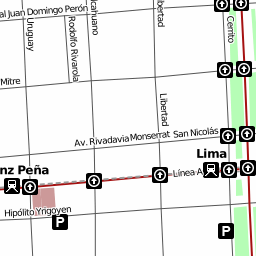 al Juan Domingo Perón
Uruguay
Rodolfo Rivarola
Libertad
Cerrito
Mitre
Libertad
Av. Rivadavia
Monserrat
San Nicolás
Lima
nz Peña
Línea A
Hipólito Yrigoyen
P
P